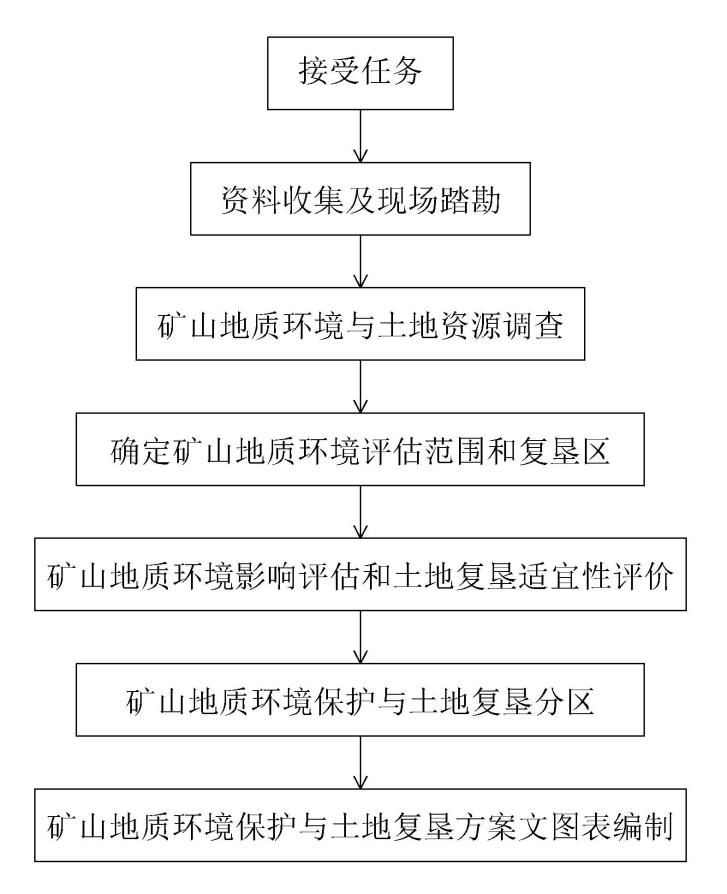 接受任务
资料收集及现场踏勘
矿山地质环境与土地资源调查
确定矿山地质环境评估范围和复垦区
矿山地质环境影响评估和土地复垦适宜性评价
矿山地质环境保护与土地复垦分区
矿山地质环境保护与土地复垦方案文图表编制